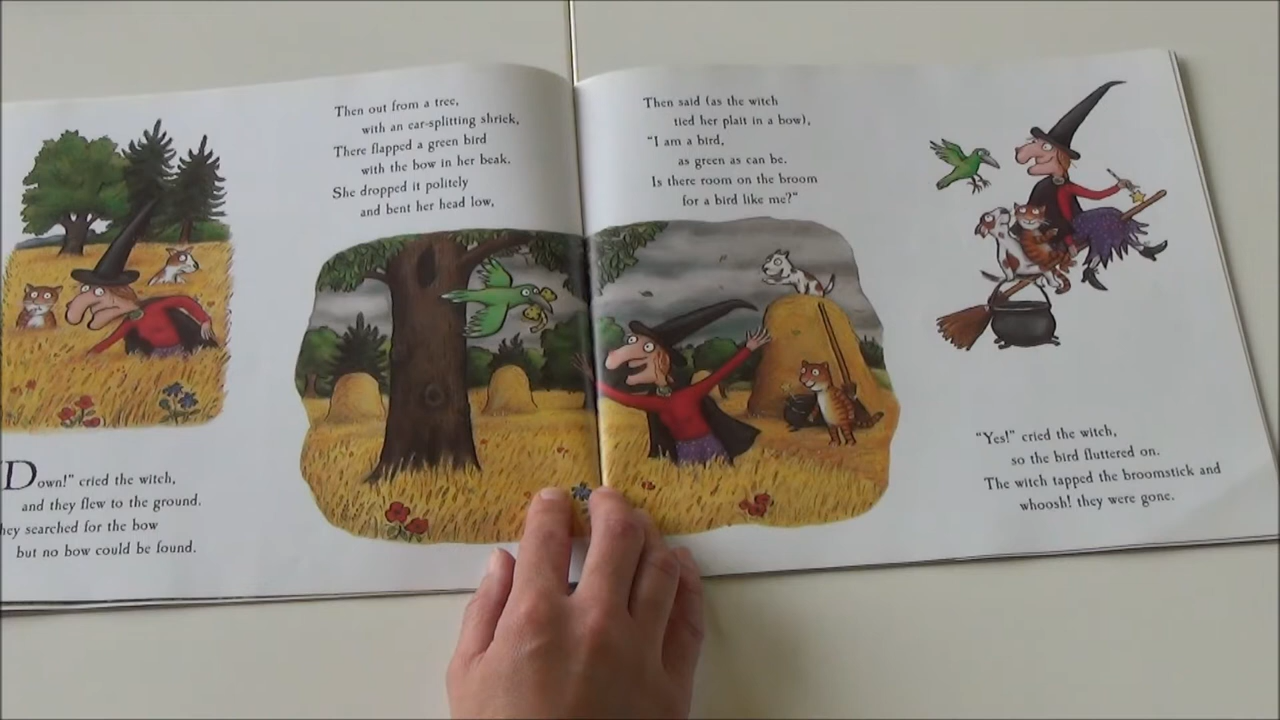 Down!" cried the witch,
and they flew to the ground.
hey searched for the bow
but no bow could be found.
Then out from a tree,
with an ear-splitting shriek,
There flapped a green bird
with the bow in her beak.
She dropped it politely
and bent her head low,
Then said (as the witch
tied her plait in a bow),
"I am a bird,
as green as can be.
Is there room on the broom
for a bird like me?"
"Yes!" cried the witch,
so the bird fluttered on.
The witch tapped the broomstick and
whoosh! they were gone.